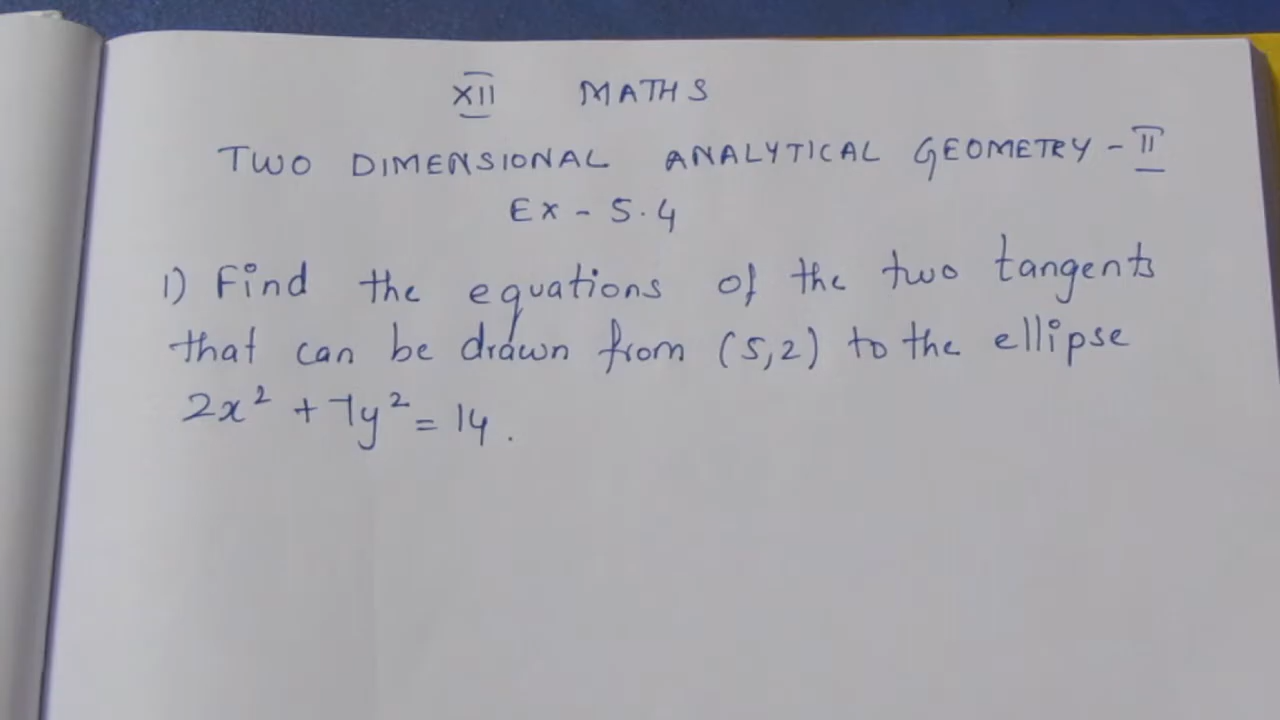 XII MATHS
TWO DIMENSIONAL ANALYTICAL GEOMETRY - II
Ex - 5.4
1) Find the equations of the two tangents
that can be drawn from (5,2) to the ellipse
2x² + 7y² = 14.